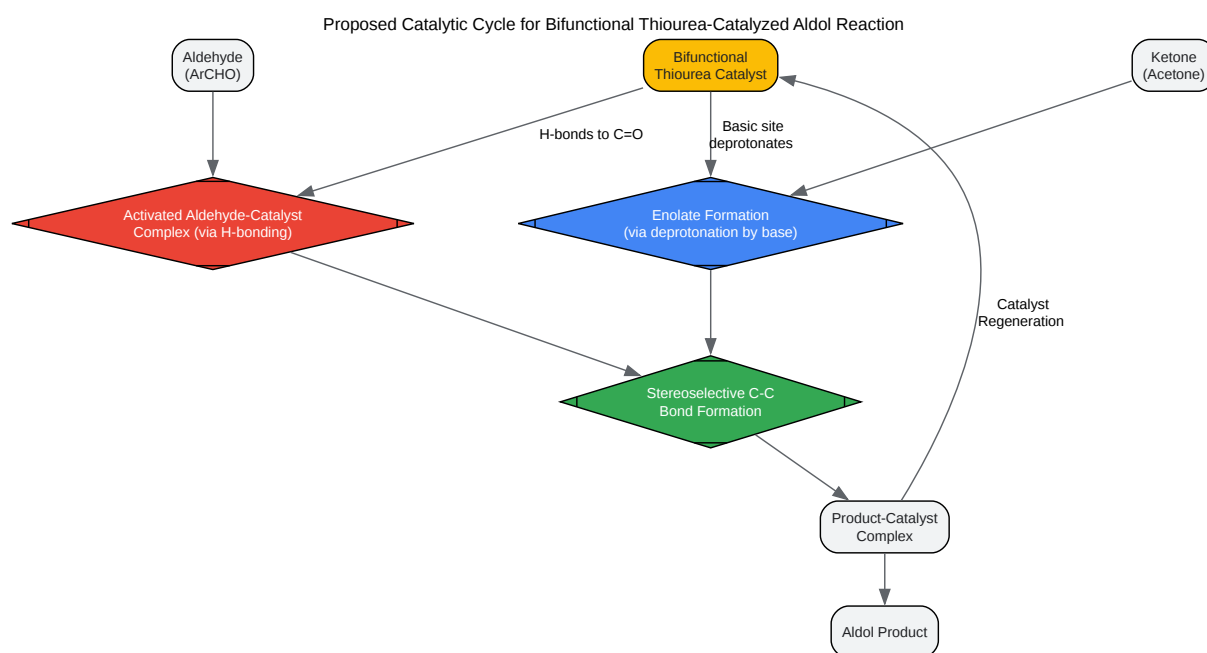 Proposed Catalytic Cycle for Bifunctional Thiourea-Catalyzed Aldol Reaction
Aldehyde
(ArCHO)
Bifunctional
Thiourea Catalyst
Ketone
(Acetone)
H-bonds to C=O
Basic site
deprotonates
Activated Aldehyde-Catalyst
Complex (via H-bonding)
Enolate Formation
(via deprotonation by base)
Catalyst
Regeneration
Stereoselective C-C
Bond Formation
Product-Catalyst
Complex
Aldol Product